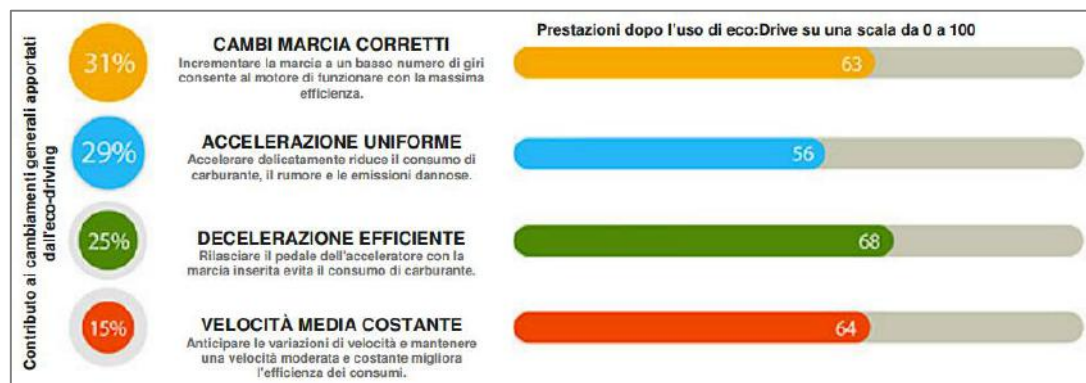 Contributo ai cambiamenti generali apportati
dall'eco-driving
Prestazioni dopo l'uso di eco:Drive su una scala da 0 a 100
31%
CAMBI MARCIA CORRETTI
Incrementare la marcia a un basso numero di giri
consente al motore di funzionare con la massima
efficienza.
63
29%
ACCELERAZIONE UNIFORME
Accelerare delicatamente riduce il consumo di
carburante, il rumore e le emissioni dannose.
56
25%
DECELERAZIONE EFFICIENTE
Rilasciare il pedale dell'acceleratore con la
marcia inserita evita il consumo di carburante.
68
15%
VELOCITÀ MEDIA COSTANTE
Anticipare le variazioni di velocità e mantenere
una velocità moderata e costante migliora
l'efficienza dei consumi.
64